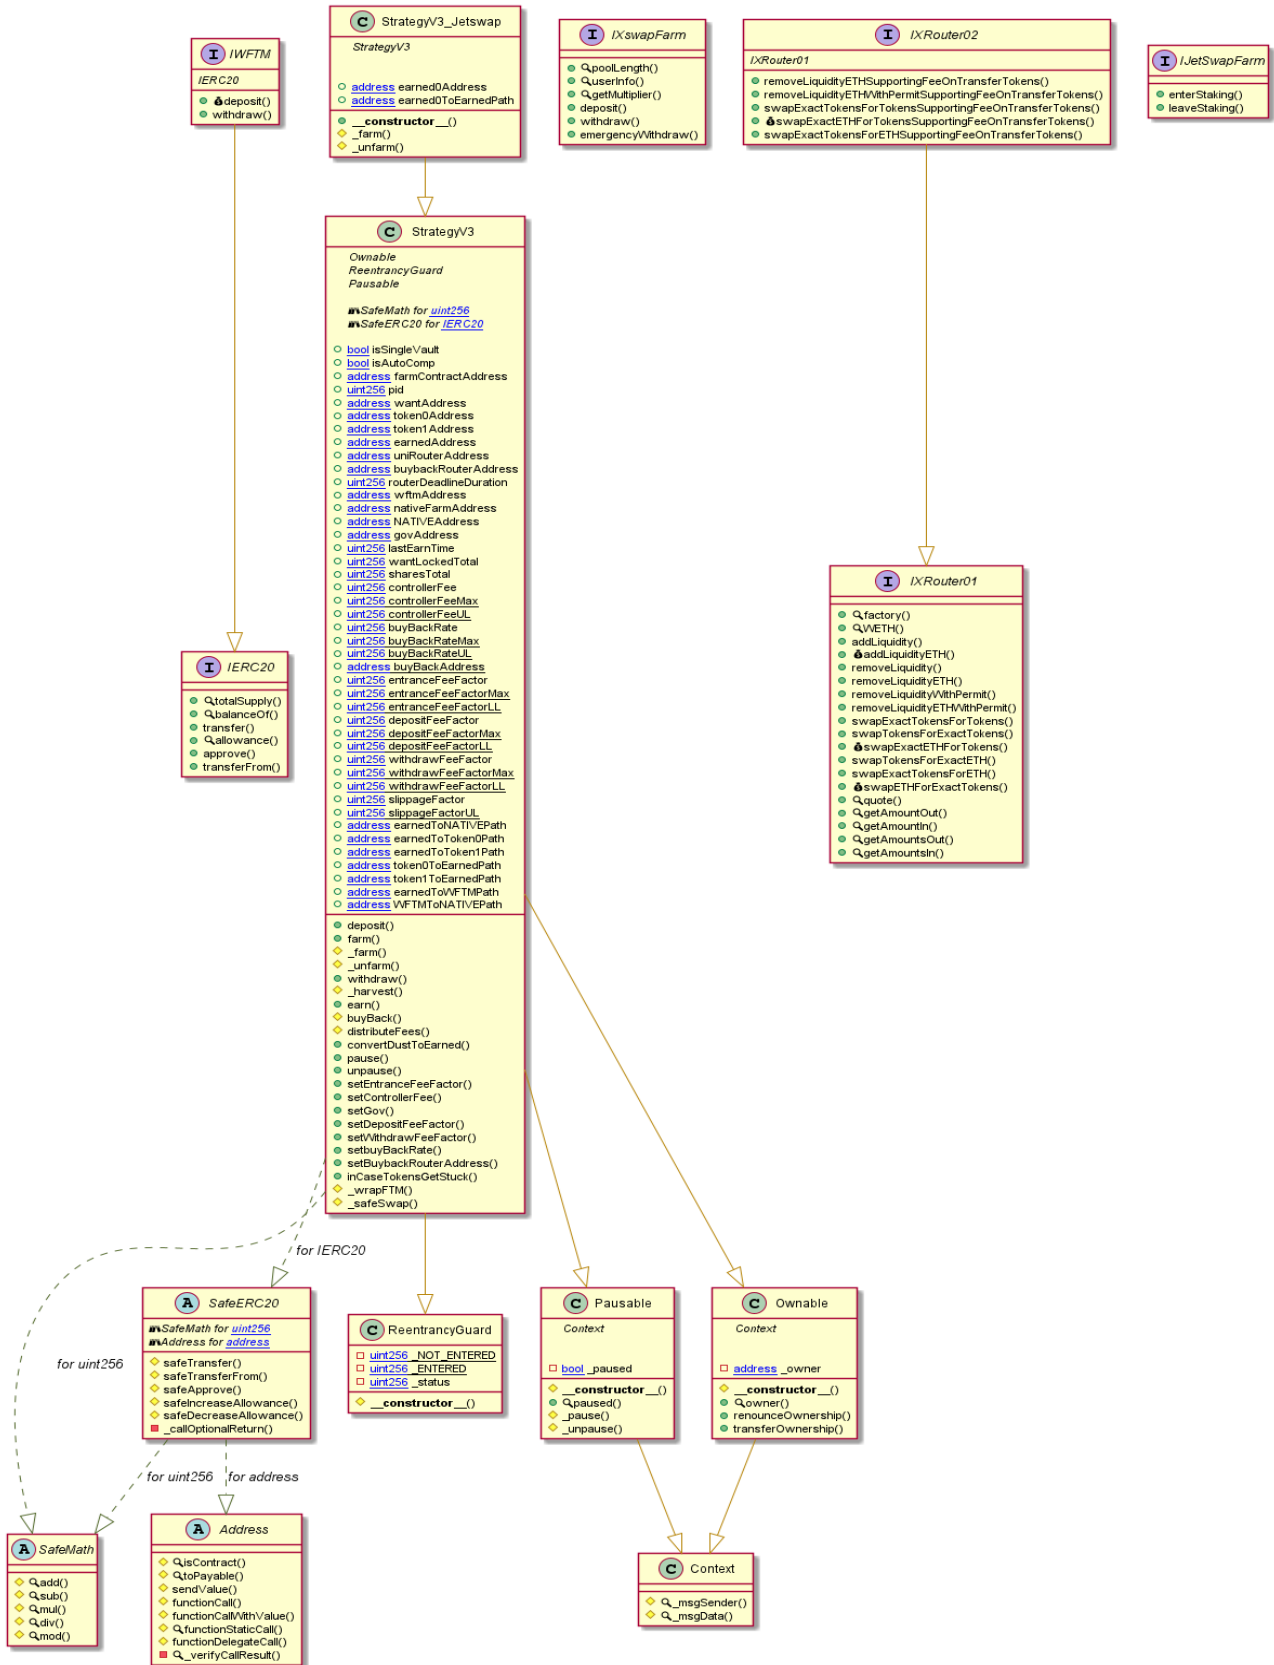 I IWFTM
IERC20
deposit()
withdraw()
C StrategyV3_Jetswap
StrategyV3
address earned0Address
address earned0ToEarnedPath
__constructor__()
_farm()
_unfarm()
I IXswapFarm
poolLength()
userInfo()
getMultiplier()
deposit()
withdraw()
emergencyWithdraw()
I IXRouter02
IXRouter01
removeLiquidityETHSupportingFeeOnTransferTokens()
removeLiquidityETHWithPermitSupportingFeeOnTransferTokens()
swapExactTokensForTokensSupportingFeeOnTransferTokens()
swapExactETHForTokensSupportingFeeOnTransferTokens()
swapExactTokensForETHSupportingFeeOnTransferTokens()
I IJetSwapFarm
enterStaking()
leaveStaking()
C StrategyV3
Ownable
ReentrancyGuard
Pausable
SafeMath for uint256
SafeERC20 for IERC20
bool isSingleVault
bool isAutoComp
address farmContractAddress
uint256 pid
address wantAddress
address token0Address
address token1Address
address earnedAddress
address uniRouterAddress
address buybackRouterAddress
uint256 routerDeadlineDuration
address wftmAddress
address nativeFarmAddress
address NATIVEAddress
address govAddress
uint256 lastEarnTime
uint256 wantLockedTotal
uint256 sharesTotal
uint256 controllerFee
uint256 controllerFeeMax
uint256 controllerFeeUL
uint256 buyBackRate
uint256 buyBackRateMax
uint256 buyBackRateUL
address buyBackAddress
uint256 entranceFeeFactor
uint256 entranceFeeFactorMax
uint256 entranceFeeFactorLL
uint256 depositFeeFactor
uint256 depositFeeFactorMax
uint256 depositFeeFactorLL
uint256 withdrawFeeFactor
uint256 withdrawFeeFactorMax
uint256 withdrawFeeFactorLL
uint256 slippageFactor
uint256 slippageFactorUL
address earnedToNATIVEPath
address earnedToToken0Path
address earnedToToken1Path
address token0ToEarnedPath
address token1ToEarnedPath
address earnedToWFTMPath
address WFTMToNATIVEPath
deposit()
farm()
_farm()
_unfarm()
withdraw()
_harvest()
earn()
buyBack()
distributeFees()
convertDustToEarned()
pause()
unpause()
setEntranceFeeFactor()
setControllerFee()
setGov()
setDepositFeeFactor()
setWithdrawFeeFactor()
setbuyBackRate()
setBuybackRouterAddress()
inCaseTokensGetStuck()
_wrapFTM()
_safeSwap()
I IERC20
totalSupply()
balanceOf()
transfer()
allowance()
approve()
transferFrom()
I IXRouter01
factory()
WETH()
addLiquidity()
addLiquidityETH()
removeLiquidity()
removeLiquidityETH()
removeLiquidityWithPermit()
removeLiquidityETHWithPermit()
swapExactTokensForTokens()
swapTokensForExactTokens()
swapExactETHForTokens()
swapTokensForExactETH()
swapExactTokensForETH()
swapETHForExactTokens()
quote()
getAmountOut()
getAmountIn()
getAmountsOut()
getAmountsIn()
for IERC20
for uint256
A SafeERC20
SafeMath for uint256
Address for address
safeTransfer()
safeTransferFrom()
safeApprove()
safeIncreaseAllowance()
safeDecreaseAllowance()
_callOptionalReturn()
C ReentrancyGuard
uint256 _NOT_ENTERED
uint256 _ENTERED
uint256 _status
__constructor__()
C Pausable
Context
bool _paused
__constructor__()
paused()
_pause()
_unpause()
C Ownable
Context
address _owner
__constructor__()
owner()
renounceOwnership()
transferOwnership()
for uint256
for address
A SafeMath
add()
sub()
mul()
div()
mod()
A Address
isContract()
toPayable()
sendValue()
functionCall()
functionCallWithValue()
functionStaticCall()
functionDelegateCall()
_verifyCallResult()
C Context
_msgSender()
_msgData()